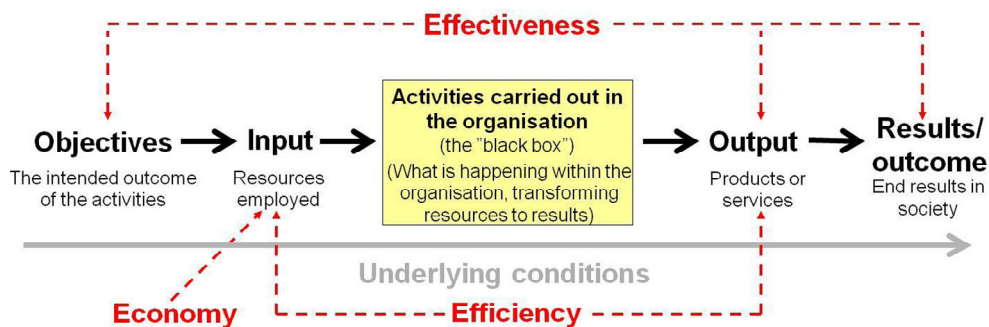 Effectiveness
Objectives
The intended outcome
of the activities
Input
Resources
employed
Activities carried out in
the organisation
(the ”black box”)
(What is happening within the
organisation, transforming
resources to results)
Output
Products or
services
Results/
outcome
End results in
society
Underlying conditions
Economy
Efficiency